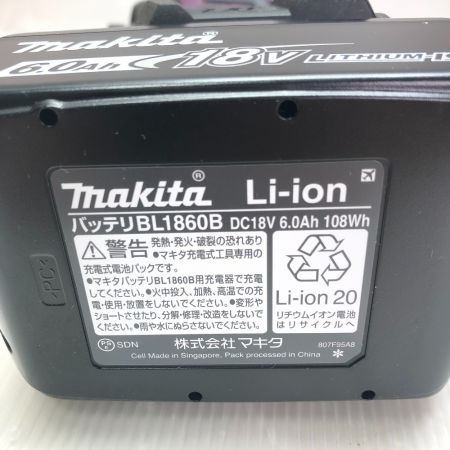 makita®
6.0Ah 18V LITHIUM-I
makita® Li-ion
バッテリBL1860B DC18V 6.0Ah 108Wh
警告 発熱・発火・破裂の恐れあり
●マキタ充電式工具専用の
充電式電池パックです。
●マキタバッテリBL1860B用充電器で充電
してください。●火中投入、加熱、高温での充
電・使用・放置をしないでください。●変形や
ショートさせたり、分解・修理・改造をしないで
ください。●雨や水にぬらさないでください。
Li-ion 20
リチウムイオン電池
はリサイクルへ
PS E SDN 株式会社マキタ 807F95A8
Cell Made in Singapore, Pack processed in China ✻
>PC<